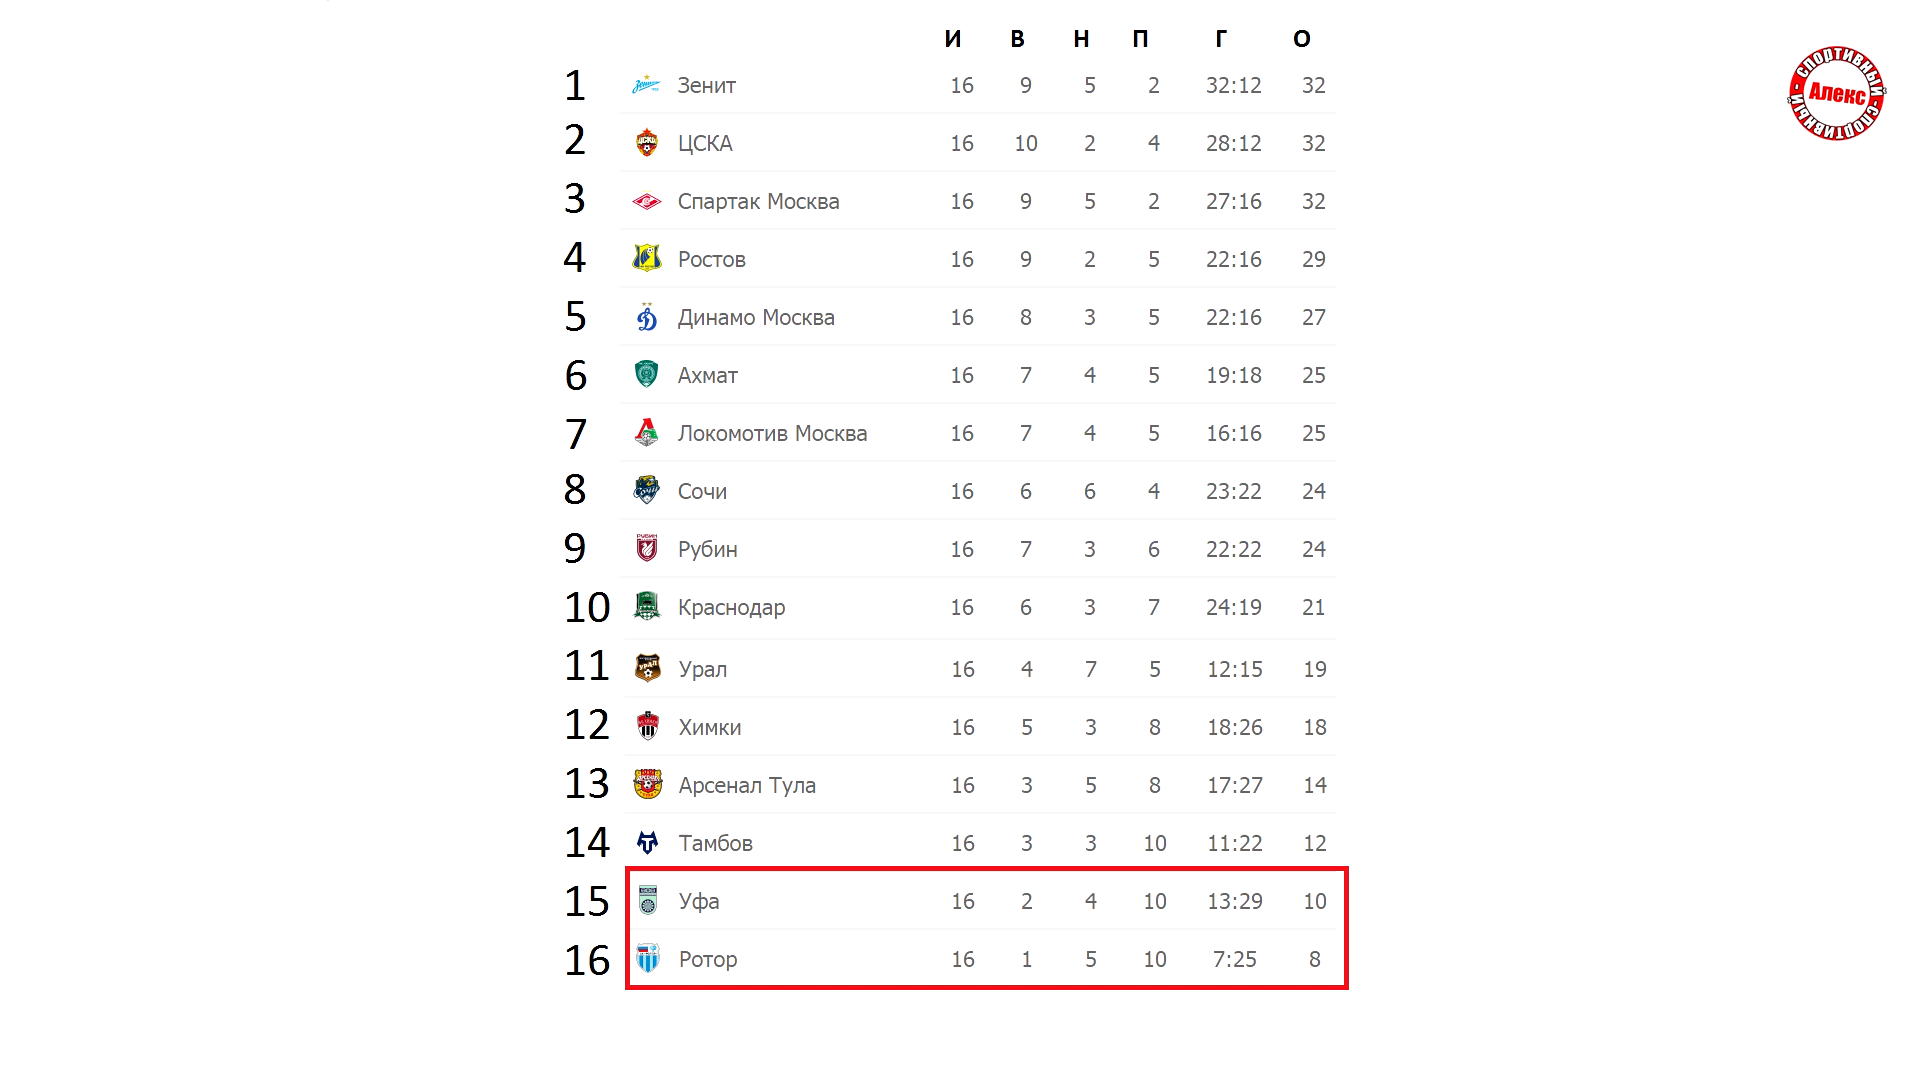 И В Н П Г О
1 Зенит 16 9 5 2 32:12 32
2 ЦСКА 16 10 2 4 28:12 32
3 Спартак Москва 16 9 5 2 27:16 32
4 Ростов 16 9 2 5 22:16 29
5 Динамо Москва 16 8 3 5 22:16 27
6 Ахмат 16 7 4 5 19:18 25
7 Локомотив Москва 16 7 4 5 16:16 25
8 Сочи 16 6 6 4 23:22 24
9 Рубин 16 7 3 6 22:22 24
10 Краснодар 16 6 3 7 24:19 21
11 Урал 16 4 7 5 12:15 19
12 Химки 16 5 3 8 18:26 18
13 Арсенал Тула 16 3 5 8 17:27 14
14 Тамбов 16 3 3 10 11:22 12
15 Уфа 16 2 4 10 13:29 10
16 Ротор 16 1 5 10 7:25 8
СПОРТИВНЫЙ
Алекс
СПОРТИВНЫЙ